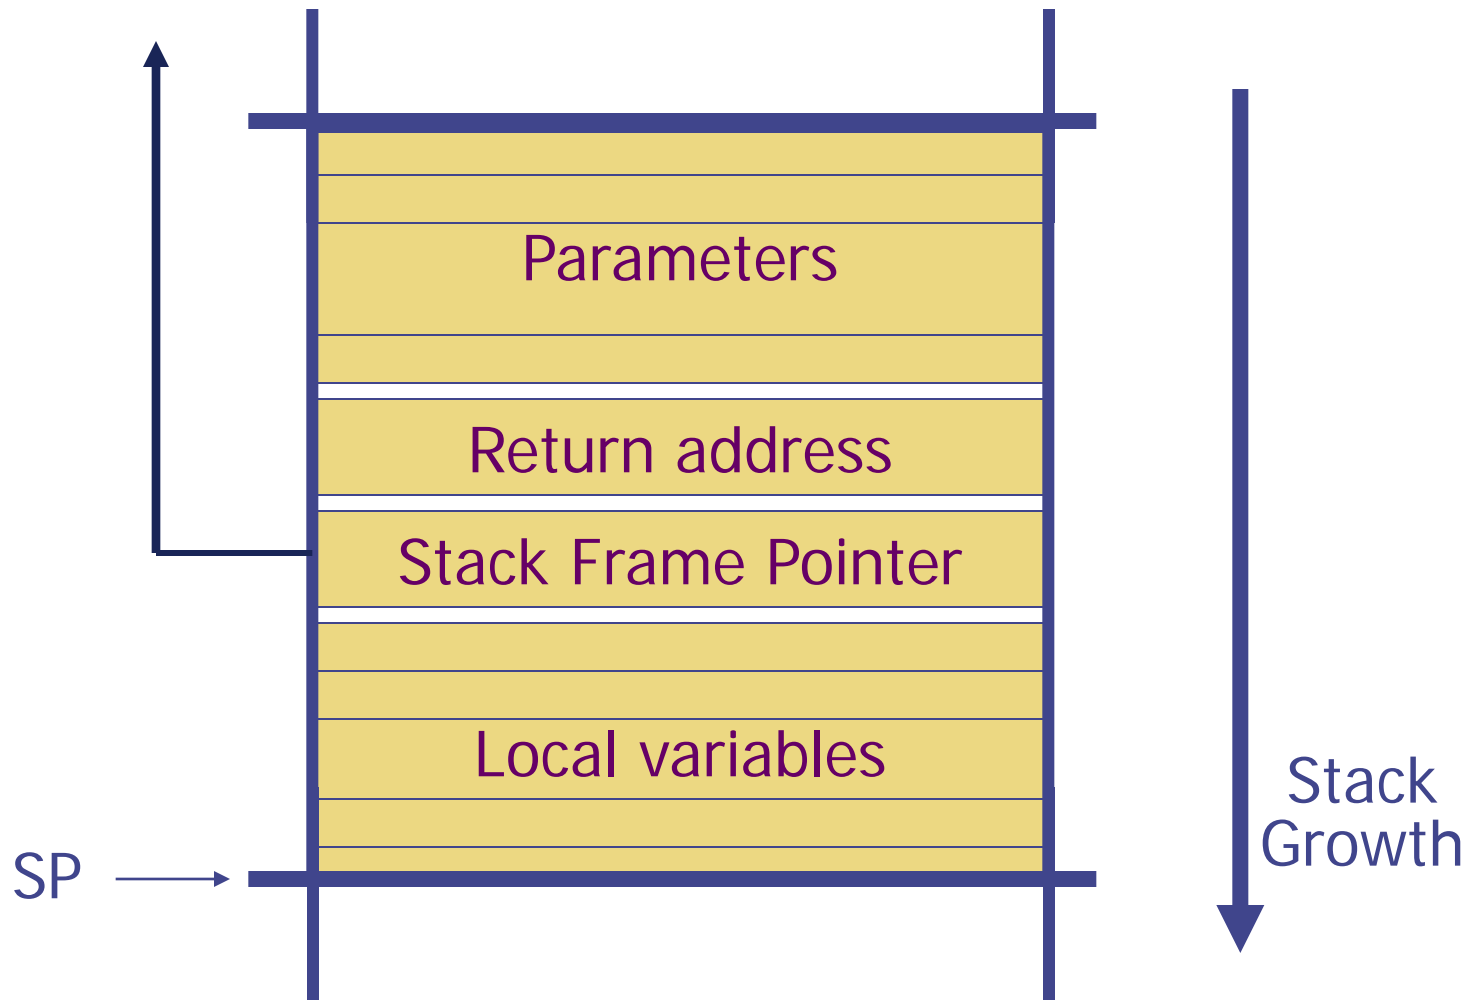 Parameters
Return address
Stack Frame Pointer
Local variables
SP
Stack
Growth